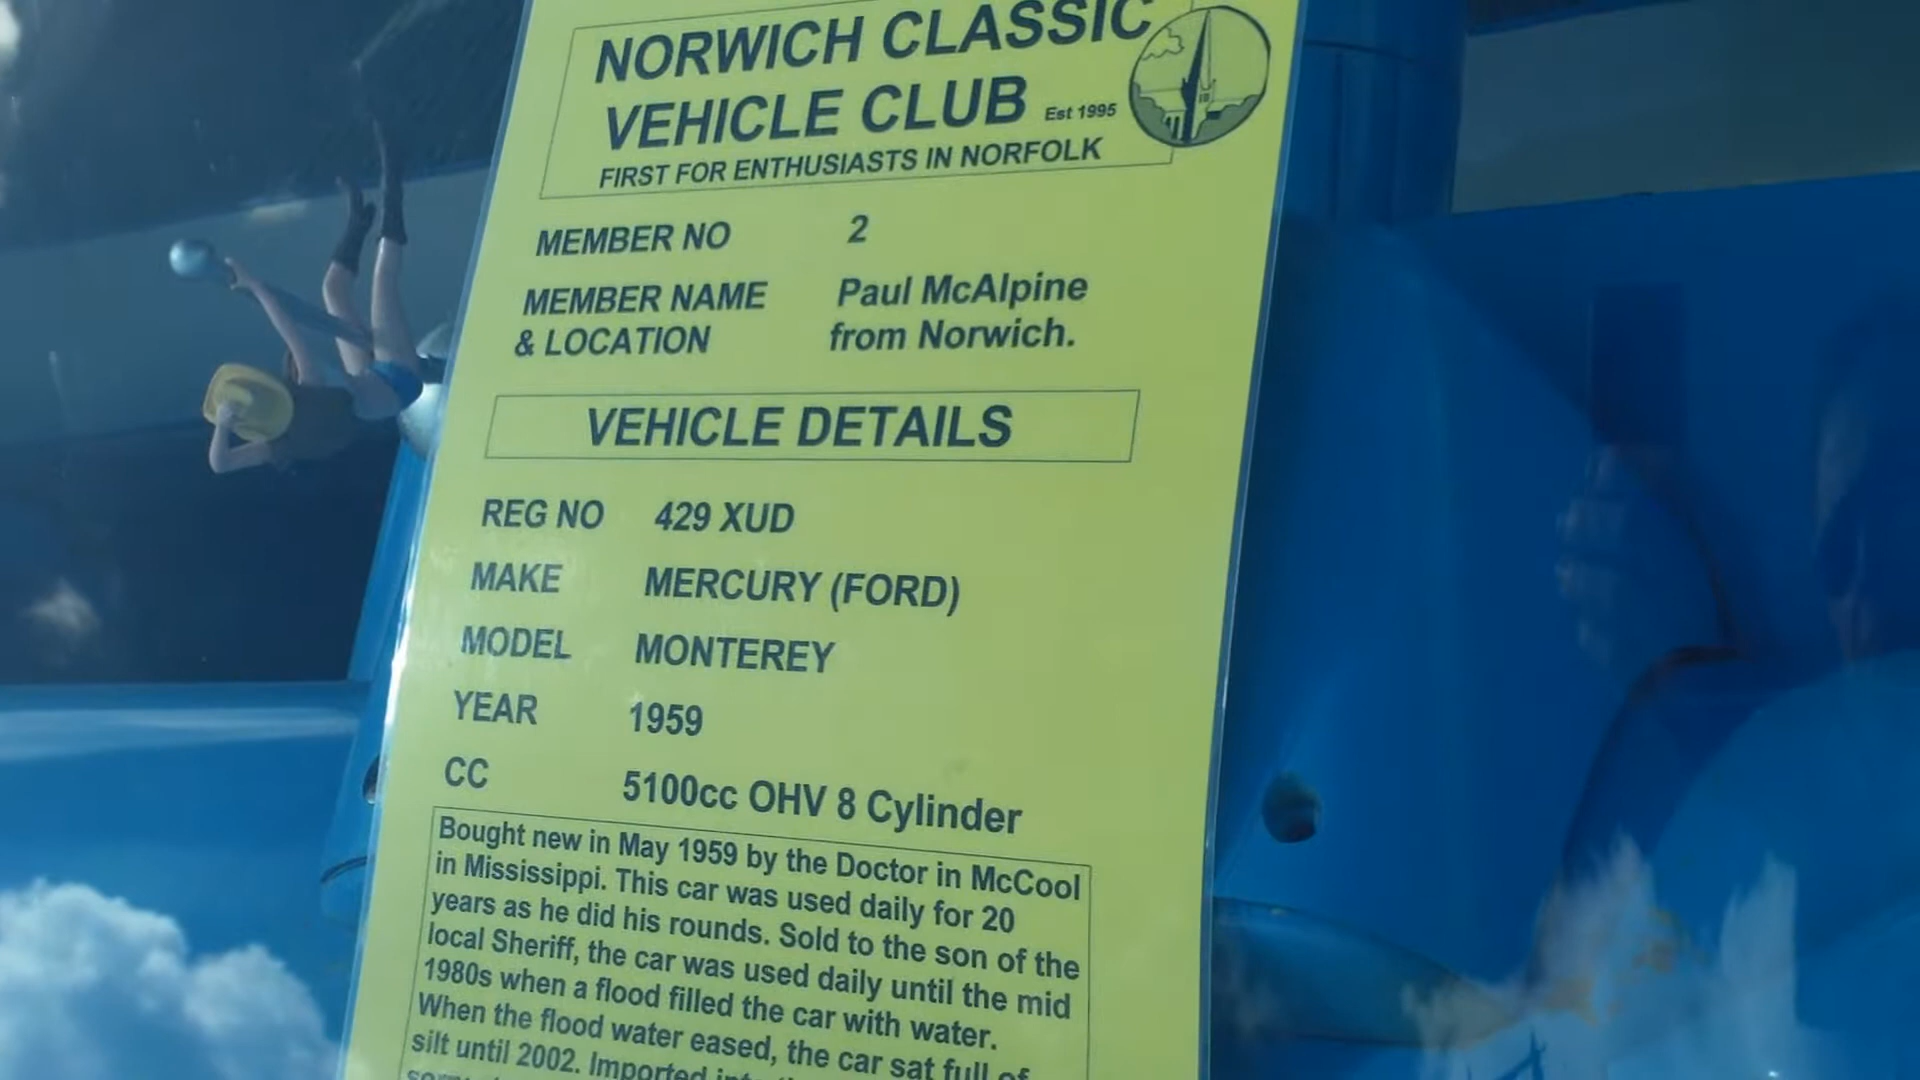 NORWICH CLASSIC
VEHICLE CLUB Est 1995
FIRST FOR ENTHUSIASTS IN NORFOLK
MEMBER NO 2
MEMBER NAME Paul McAlpine
& LOCATION from Norwich.
VEHICLE DETAILS
REG NO 429 XUD
MAKE MERCURY (FORD)
MODEL MONTEREY
YEAR 1959
CC 5100cc OHV 8 Cylinder
Bought new in May 1959 by the Doctor in McCool
in Mississippi. This car was used daily for 20
years as he did his rounds. Sold to the son of the
local Sheriff, the car was used daily until the mid
1980s when a flood filled the car with water.
When the flood water eased, the car sat full of
silt until 2002. Imported